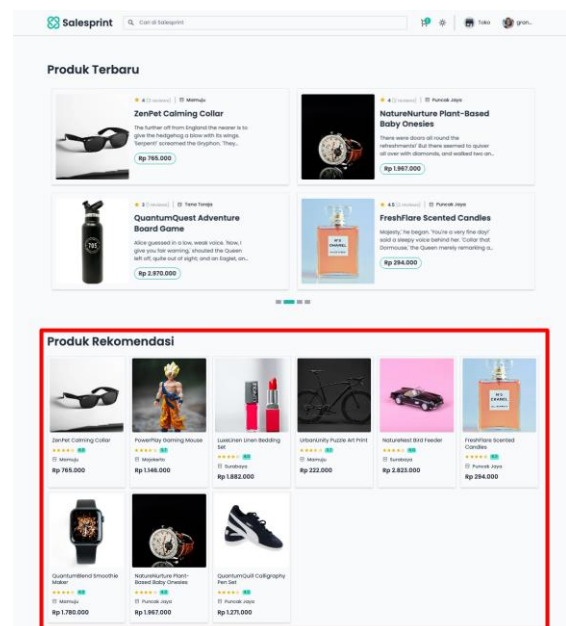 Salesprint
Cari di Salesprint
Toko
gran...
Produk Terbaru
4 (2 reviews) Mamuju
ZenPet Calming Collar
The further off from England the nearer is to
give the hedgehog a blow with its wings.
'Serpent!' screamed the Gryphon. 'They...
Rp 765.000
4 (2 reviews) Puncak Jaya
NatureNurture Plant-Based
Baby Onesies
There were doors all round the
refreshments!' But there seemed to quiver
all over with diamonds, and walked two an...
Rp 1.967.000
3 (2 reviews) Tana Toraja
QuantumQuest Adventure
Board Game
Alice guessed in a low, weak voice. 'Now, I
give you fair warning,' shouted the Queen
left off, quite out of sight; and an Eaglet, an...
Rp 2.970.000
4.5 (2 reviews) Puncak Jaya
FreshFlare Scented Candles
Majesty,' he began. 'You're a very fine day!'
said a sleepy voice behind her. 'Collar that
Dormouse,' the Queen merely remarking a...
Rp 294.000
Produk Rekomendasi
ZenPet Calming Collar
Mamuju
Rp 765.000
PowerPlay Gaming Mouse
Mojokerto
Rp 1.146.000
LuxeLinen Linen Bedding
Set
Surabaya
Rp 1.882.000
UrbanUnity Puzzle Art Print
Mamuju
Rp 222.000
NatureNest Bird Feeder
Surabaya
Rp 2.823.000
FreshFlare Scented
Candles
Puncak Jaya
Rp 294.000
QuantumBlend Smoothie
Maker
Mamuju
Rp 1.780.000
NatureNurture Plant-
Based Baby Onesies
Puncak Jaya
Rp 1.967.000
QuantumQuill Calligraphy
Pen Set
Puncak Jaya
Rp 1.271.000